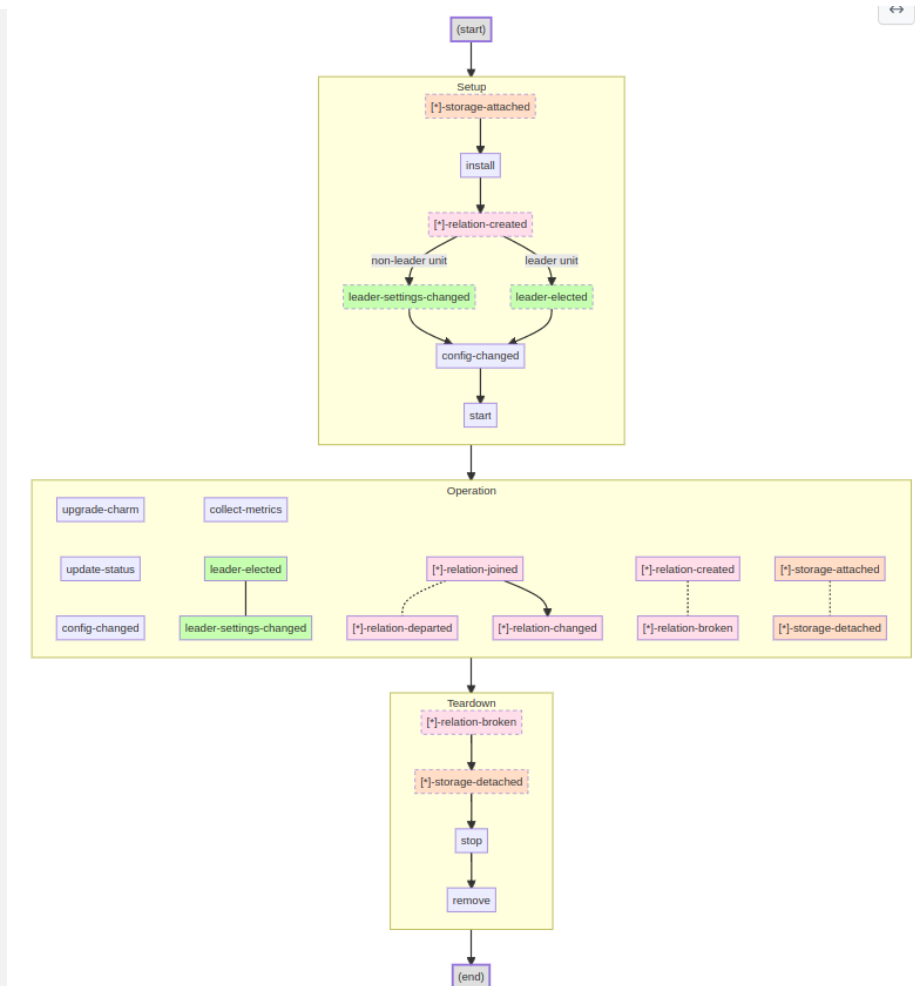 (start)
Setup
[*]-storage-attached
install
[*]-relation-created
non-leader unit
leader unit
leader-settings-changed
leader-elected
config-changed
start
Operation
upgrade-charm
collect-metrics
update-status
leader-elected
[*]-relation-joined
[*]-relation-created
[*]-storage-attached
config-changed
leader-settings-changed
[*]-relation-departed
[*]-relation-changed
[*]-relation-broken
[*]-storage-detached
Teardown
[*]-relation-broken
[*]-storage-detached
stop
remove
(end)